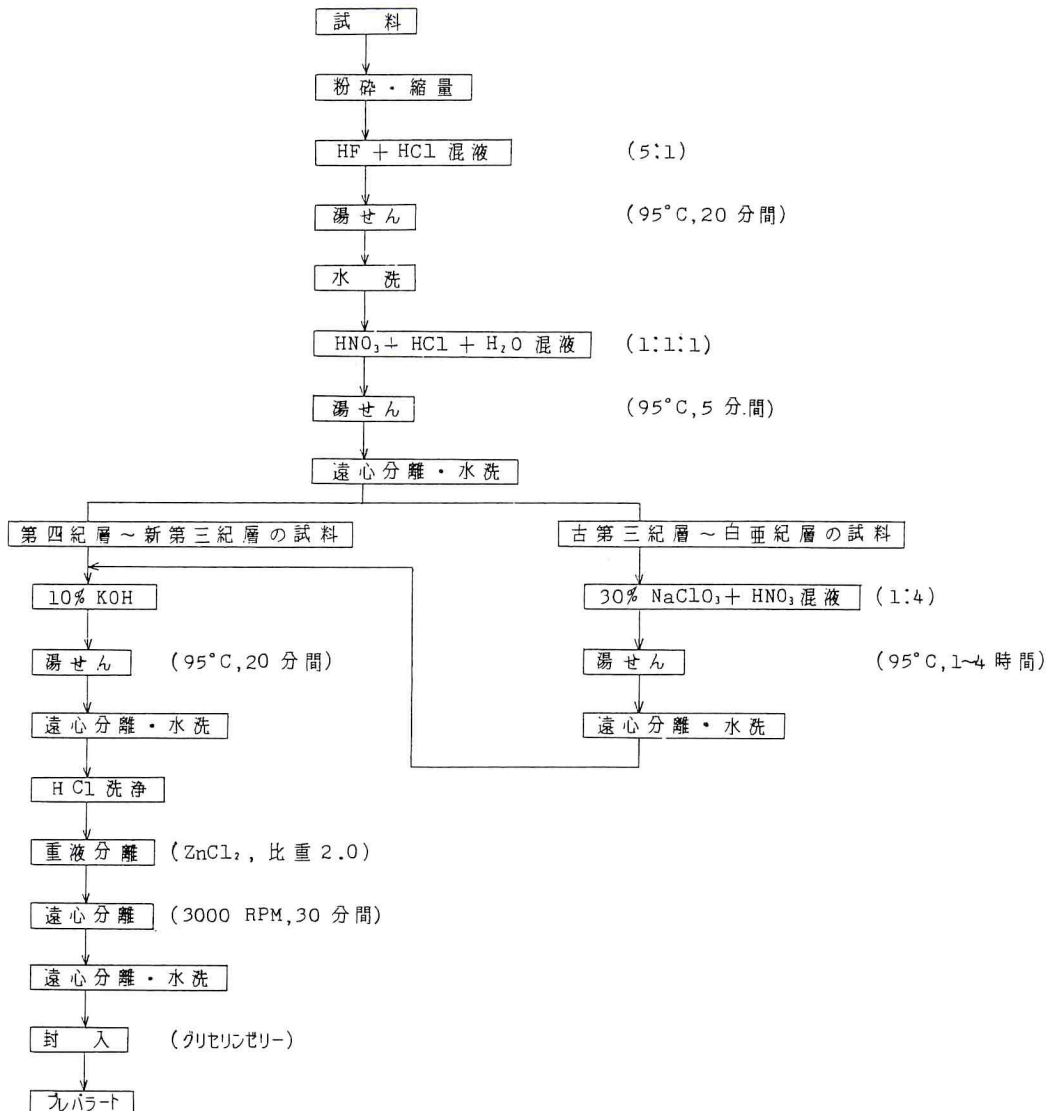 試料
粉砕・縮量
HF + HCl 混液 (5:1)
湯せん (95°C,20 分間)
水洗
HNO₃ + HCl + H₂O 混液 (1:1:1)
湯せん (95°C,5 分間)
遠心分離・水洗
第四紀層～新第三紀層の試料
10% KOH
湯せん (95°C,20 分間)
遠心分離・水洗
HCl 洗浄
重液分離 (ZnCl₂, 比重 2.0)
遠心分離 (3000 RPM,30 分間)
遠心分離・水洗
封入 (グリセリンゼリー)
プレパラート
古第三紀層～白亜紀層の試料
30% NaClO₃ + HNO₃ 混液 (1:4)
湯せん (95°C,1~4 時間)
遠心分離・水洗